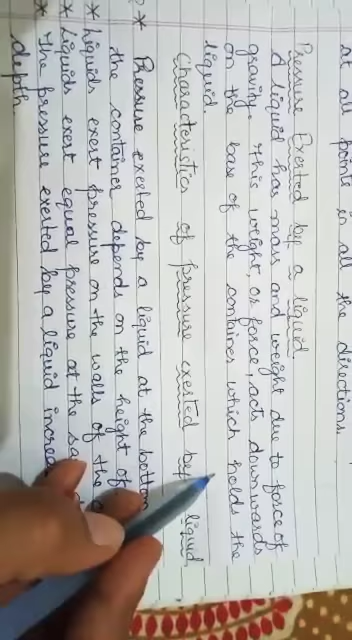 at all points in all the directions.
Pressure Exerted by a liquid
A liquid has mass and weight due to force of
gravity. This weight, or force, acts downwards
on the base of the container which holds the
liquid.
Characteristics of pressure exerted by liquid.
* Pressure exerted by a liquid at the bottom
the container depends on the height of
* Liquids exert pressure on the walls of the
* Liquids exert equal pressure at the
* The pressure exerted by a liquid
depth